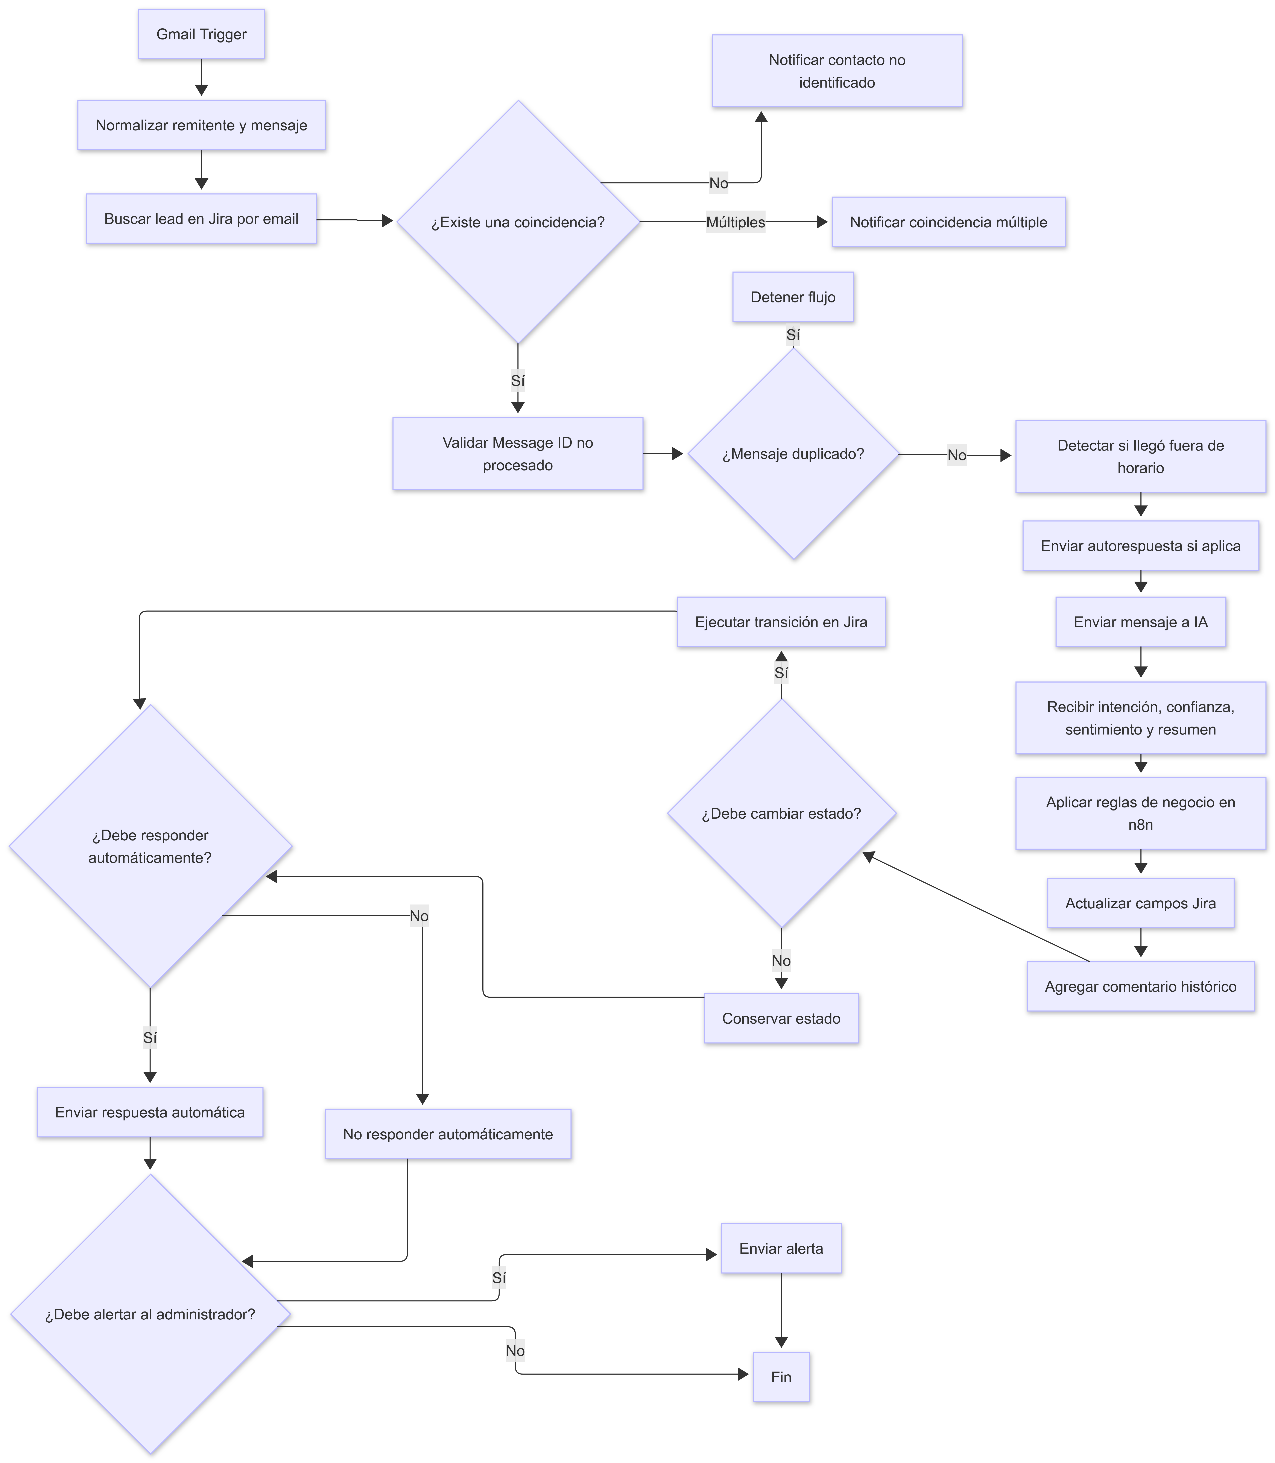 Gmail Trigger
Normalizar remitente y mensaje
Buscar lead en Jira por email
¿Existe una coincidencia?
No
Notificar contacto no
identificado
Múltiples
Notificar coincidencia múltiple
Sí
Validar Message ID no
procesado
¿Mensaje duplicado?
Sí
Detener flujo
No
Detectar si llegó fuera de
horario
Enviar autorespuesta si aplica
Enviar mensaje a IA
Recibir intención, confianza,
sentimiento y resumen
Aplicar reglas de negocio en
n8n
Actualizar campos Jira
Agregar comentario histórico
¿Debe cambiar estado?
Sí
Ejecutar transición en Jira
No
Conservar estado
¿Debe responder
automáticamente?
No
No responder automáticamente
Sí
Enviar respuesta automática
¿Debe alertar al administrador?
Sí
Enviar alerta
No
Fin